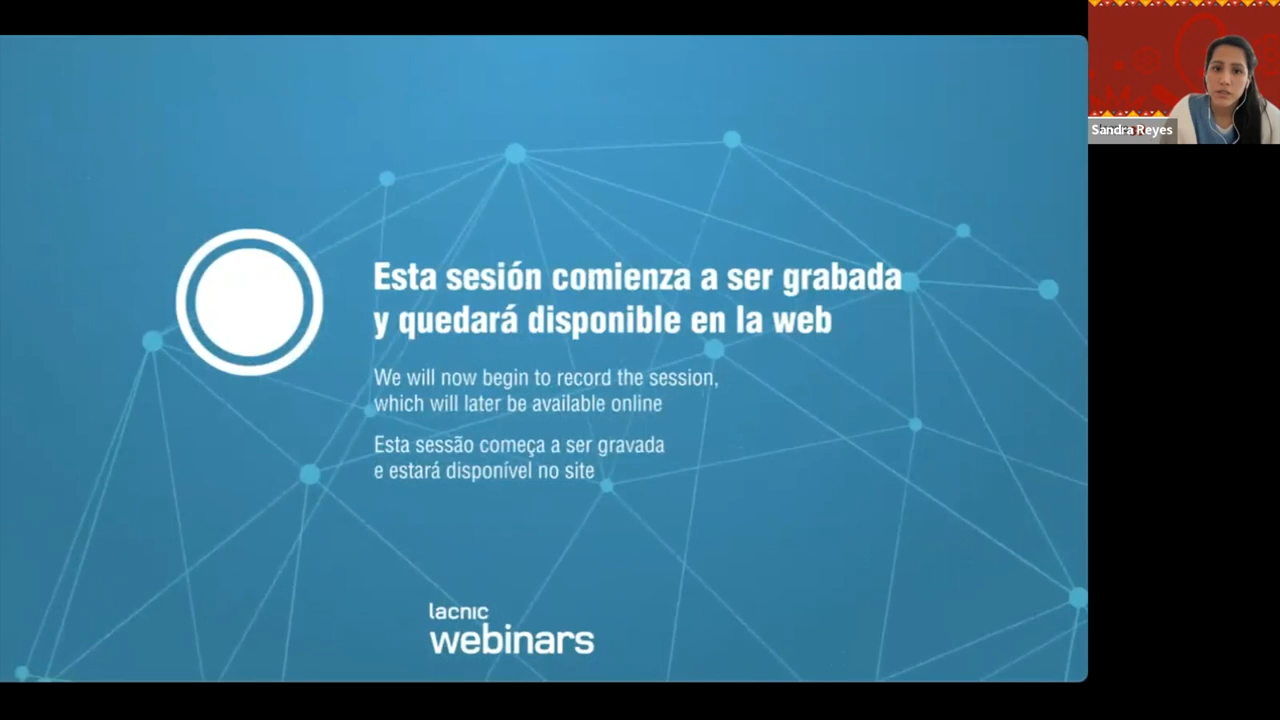 Esta sesión comienza a ser grabada
y quedará disponible en la web
We will now begin to record the session,
which will later be available online
Esta sessão começa a ser gravada
e estará disponível no site
lacnic
webinars
Sandra Reyes